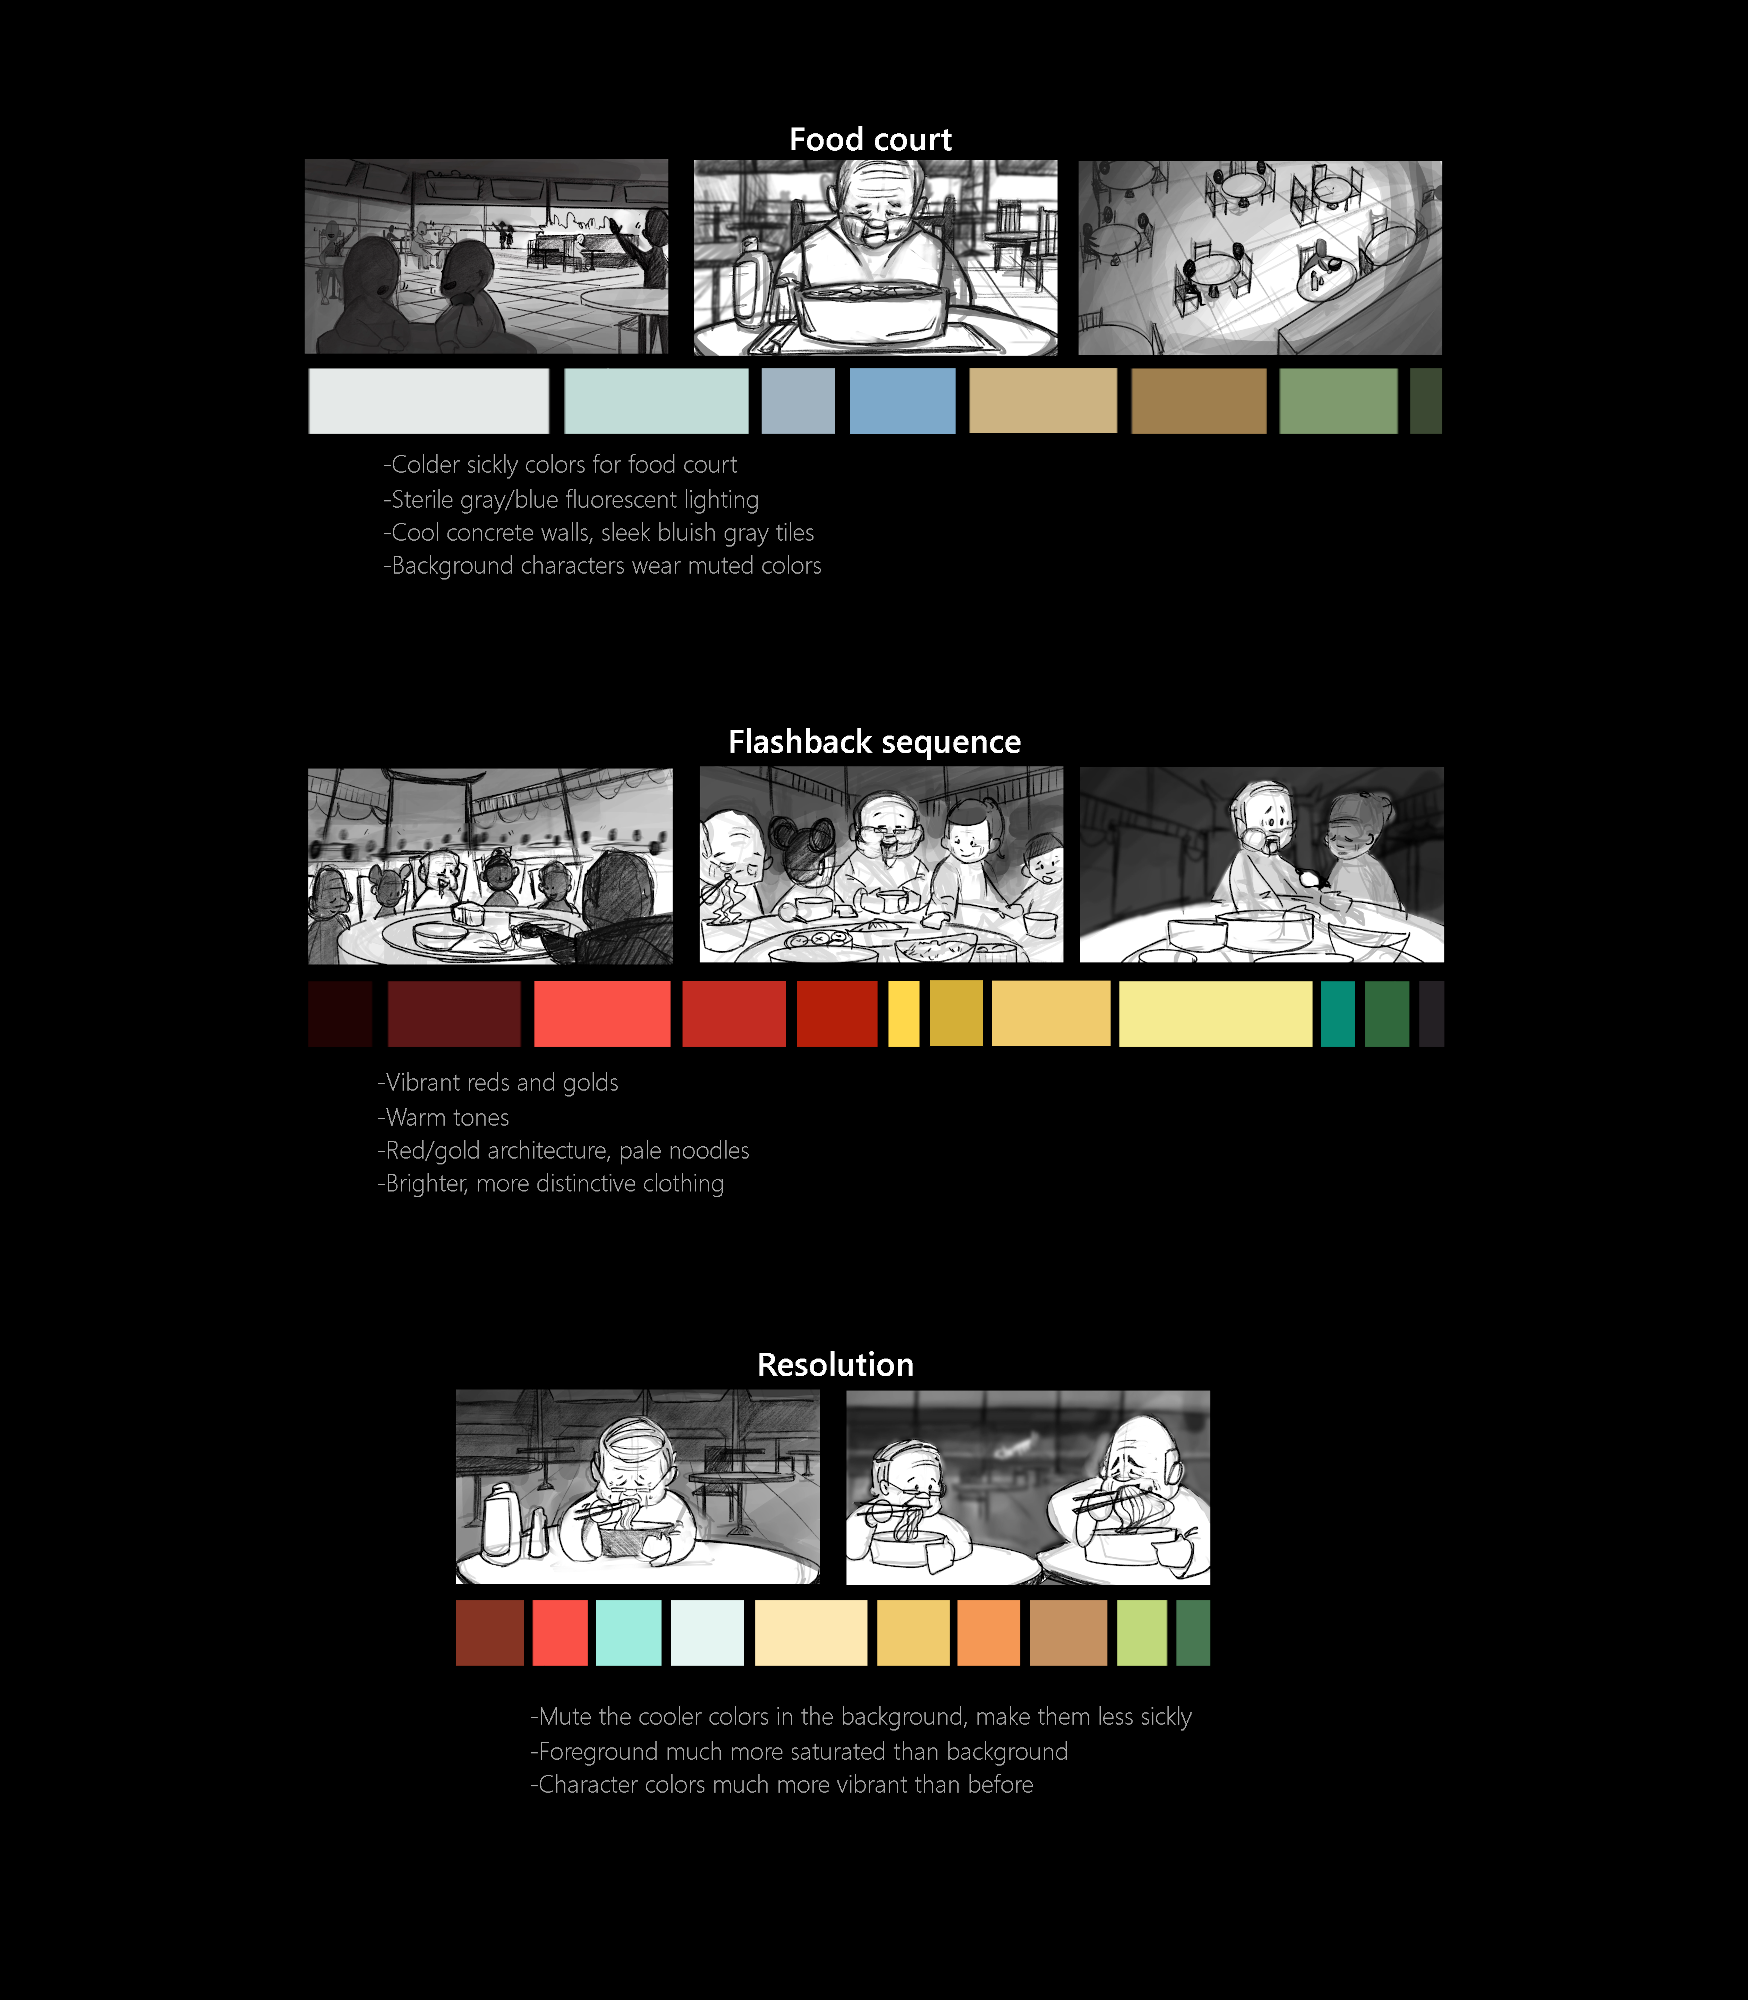 Food court
-Colder sickly colors for food court
-Sterile gray/blue fluorescent lighting
-Cool concrete walls, sleek bluish gray tiles
-Background characters wear muted colors
Flashback sequence
-Vibrant reds and golds
-Warm tones
-Red/gold architecture, pale noodles
-Brighter, more distinctive clothing
Resolution
-Mute the cooler colors in the background, make them less sickly
-Foreground much more saturated than background
-Character colors much more vibrant than before